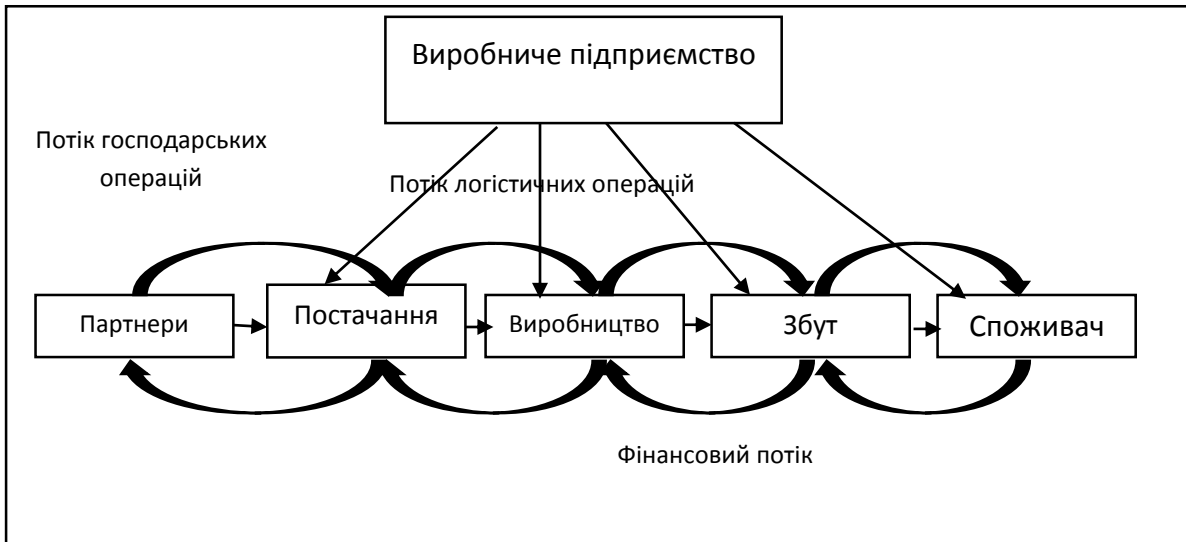 Виробниче підприємство
Потік господарських
операцій
Потік логістичних операцій
Партнери
Постачання
Виробництво
Збут
Споживач
Фінансовий потік